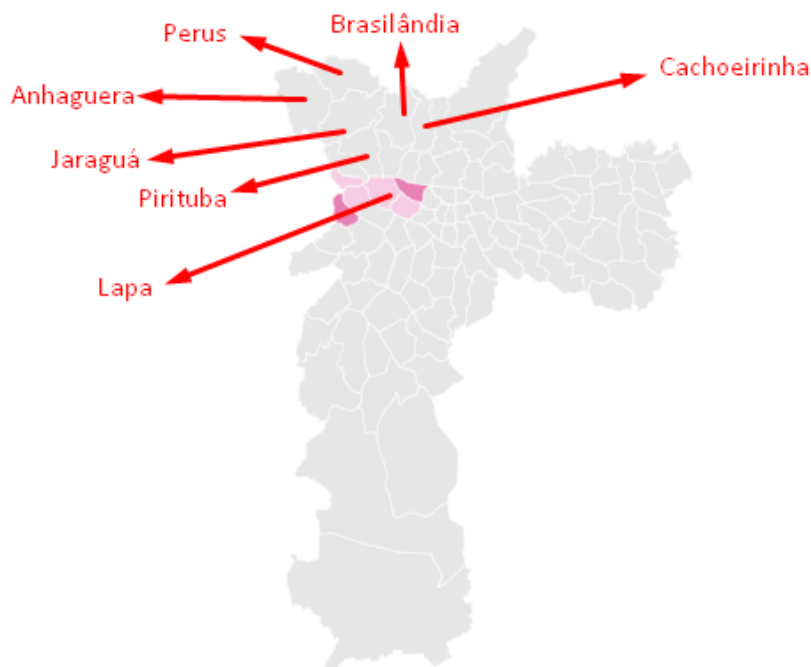 Brasilândia
Perus
Cachoeirinha
Anhaguera
Jaraguá
Pirituba
Lapa